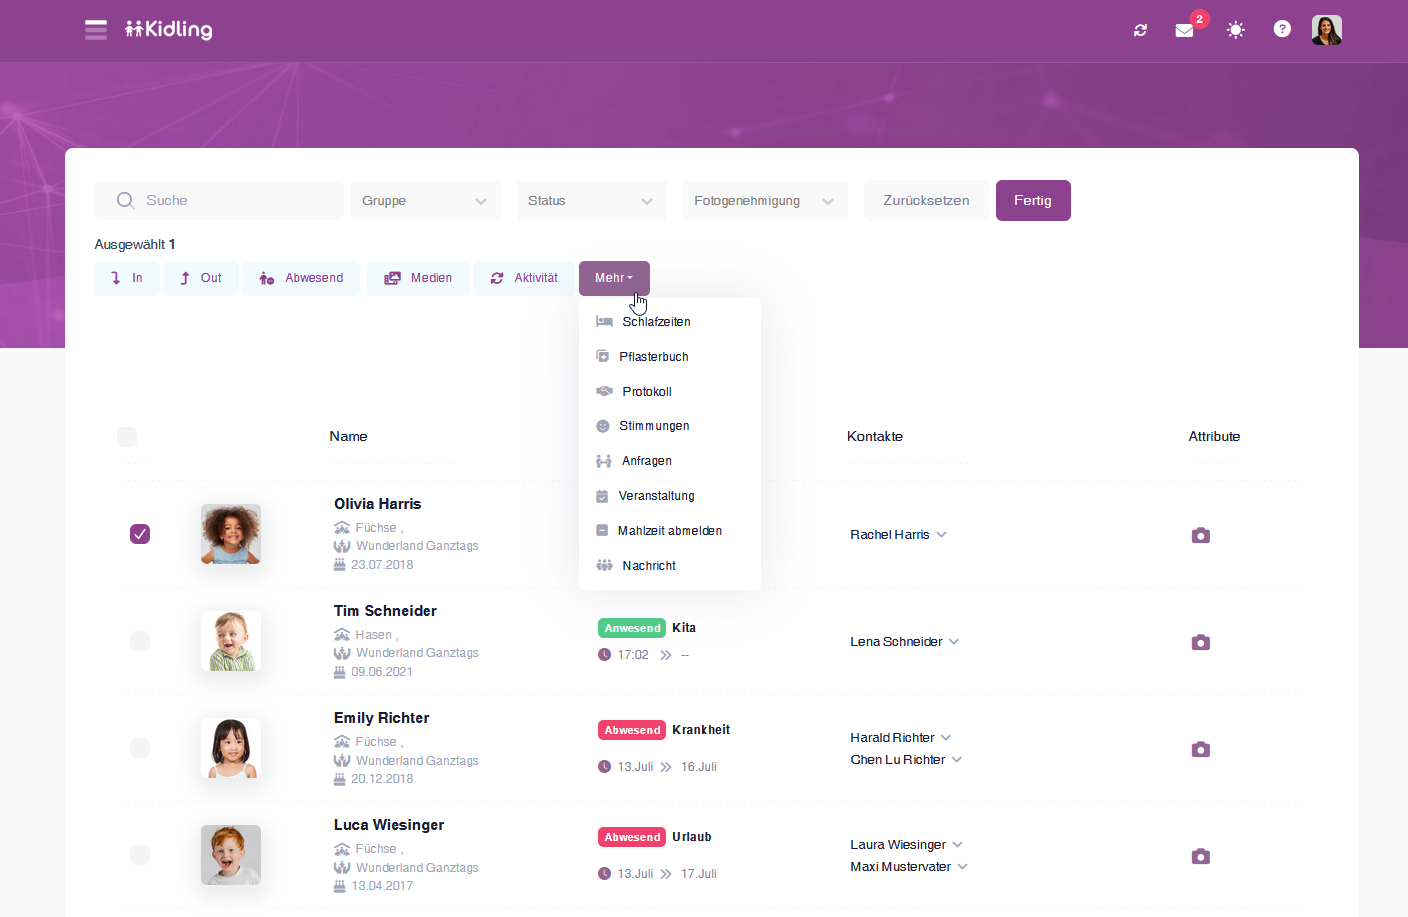 Kidling
2
?
Suche
Gruppe
Status
Fotogenehmigung
Zurücksetzen
Fertig
Ausgewählt 1
In
Out
Abwesend
Medien
Aktivität
Mehr
Schlafzeiten
Pflasterbuch
Protokoll
Stimmungen
Anfragen
Veranstaltung
Mahlzeit abmelden
Nachricht
Name
Kontakte
Attribute
Olivia Harris
Füchse ,
Wunderland Ganztags
23.07.2018
Rachel Harris
Tim Schneider
Hasen ,
Wunderland Ganztags
09.06.2021
Anwesend Kita
17:02 --
Lena Schneider
Emily Richter
Füchse ,
Wunderland Ganztags
20.12.2018
Abwesend Krankheit
13.Juli 16.Juli
Harald Richter
Chen Lu Richter
Luca Wiesinger
Füchse ,
Wunderland Ganztags
13.04.2017
Abwesend Urlaub
13.Juli 17.Juli
Laura Wiesinger
Maxi Mustervater